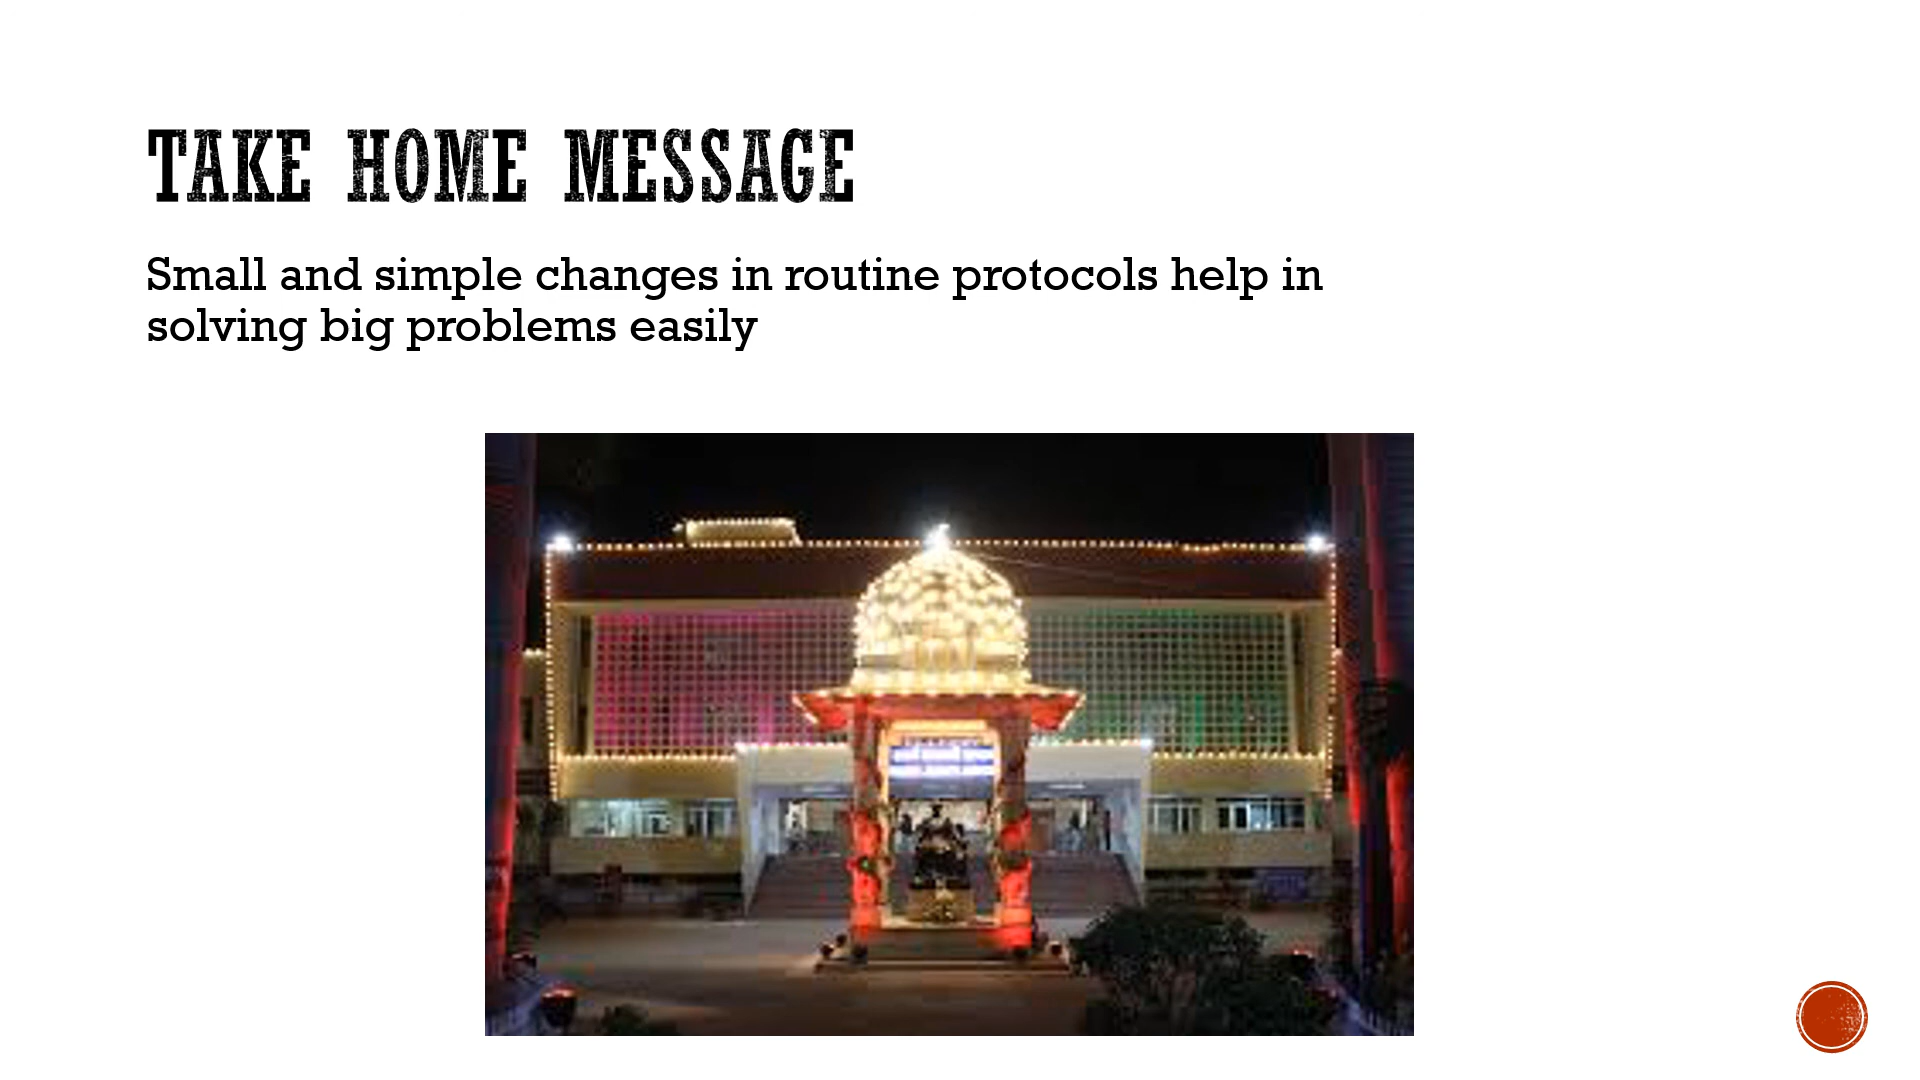 TAKE HOME MESSAGE
Small and simple changes in routine protocols help in
solving big problems easily